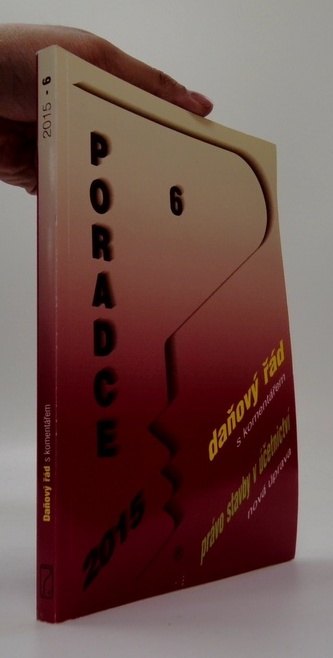 2015 - 6
Daňový řád s komentářem
PORADCE
6
2015
daňový řád
s komentářem
právo stavby v účetnictví
nová úprava